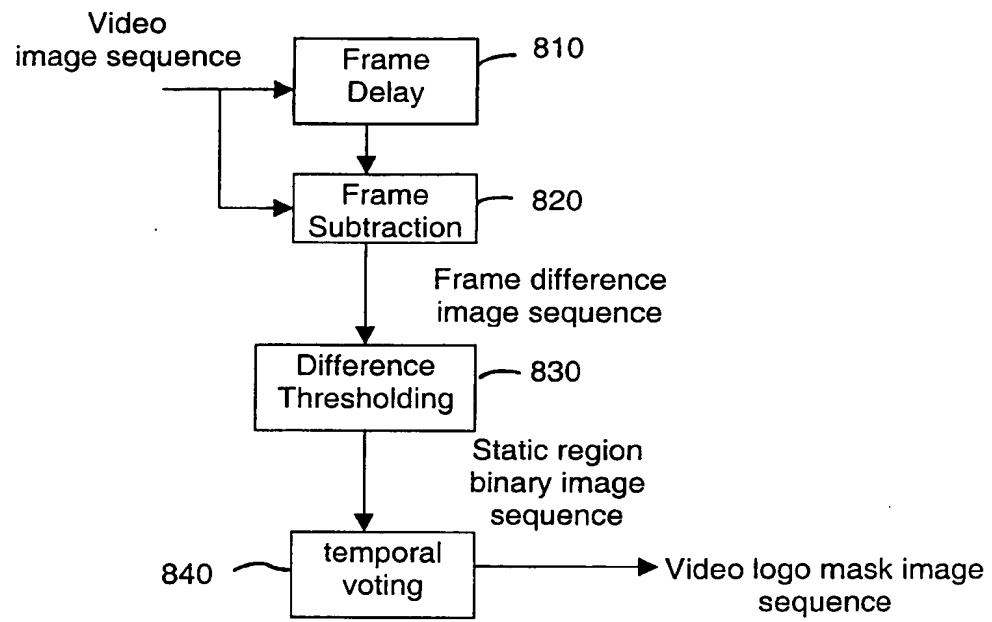 Video
image sequence
Frame
Delay
810
Frame
Subtraction
820
Frame difference
image sequence
Difference
Thresholding
830
Static region
binary image
sequence
temporal
voting
840
Video logo mask image
sequence